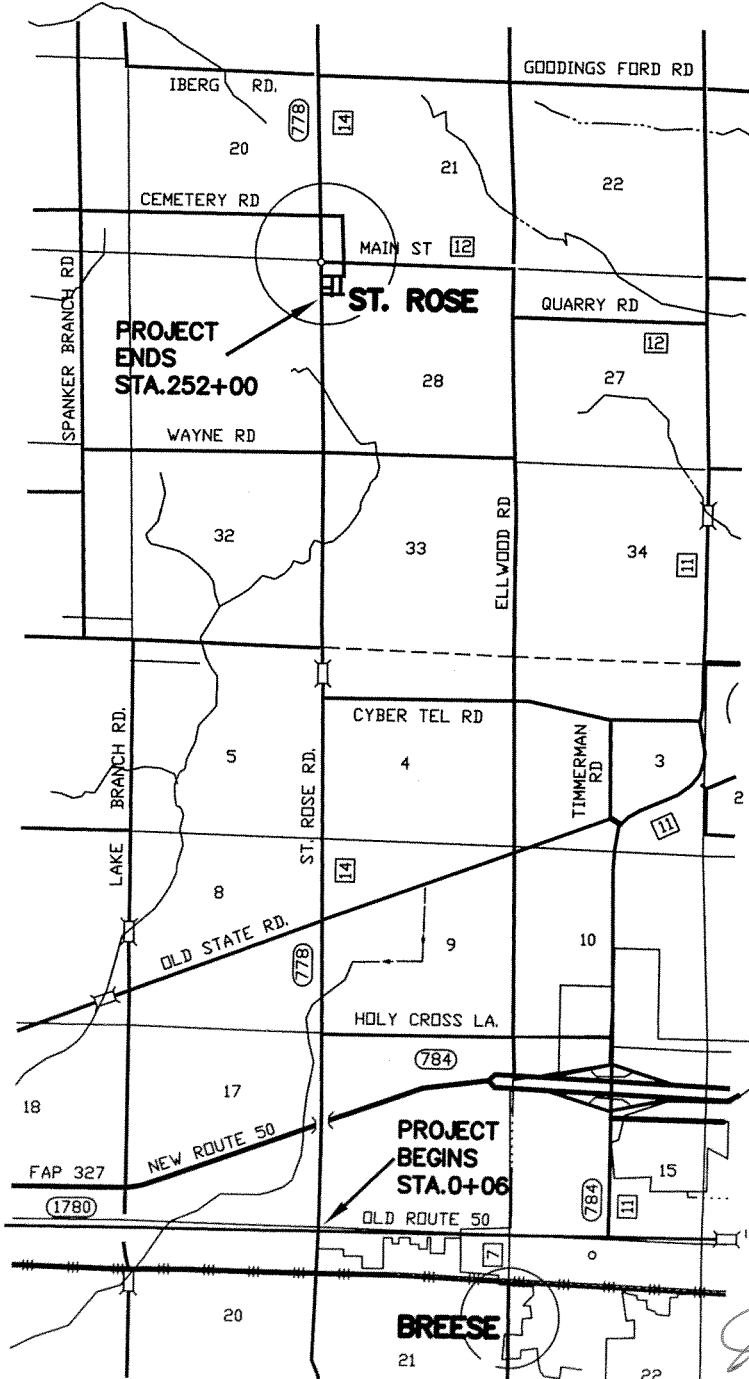 GOODINGS FORD RD
IBERG RD.
778
14
20
21
22
CEMETERY RD
MAIN ST
12
SPANKER BRANCH RD
ST. ROSE
QUARRY RD
PROJECT
ENDS
STA.252+00
12
28
27
WAYNE RD
32
33
ELLWOOD RD
34
11
CYBER TEL RD
LAKE BRANCH RD.
5
ST. ROSE RD.
4
TIMMERMAN
RD
3
2
11
8
14
OLD STATE RD.
778
9
10
HOLY CROSS LA.
784
18
17
NEW ROUTE 50
PROJECT
BEGINS
STA.0+06
FAP 327
15
1780
OLD ROUTE 50
784
11
7
20
BREESE
21
22